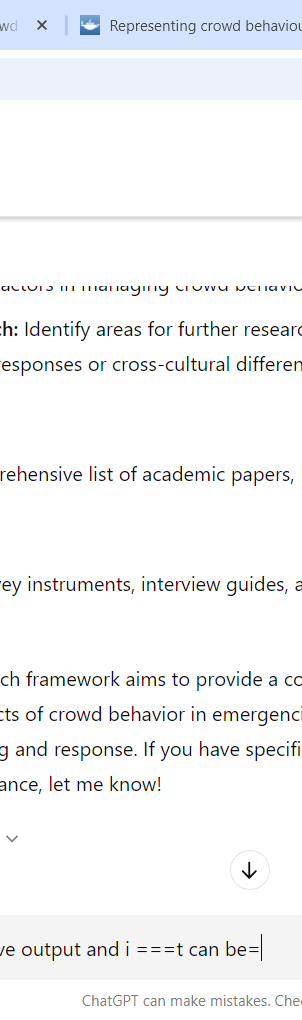 wd Representing crowd behaviou
actors in managing crowd behavio
ch: Identify areas for further researc
responses or cross-cultural differen
rehensive list of academic papers,
vey instruments, interview guides, a
ch framework aims to provide a co
cts of crowd behavior in emergenci
g and response. If you have specifi
ance, let me know!
ve output and i ===t can be=
ChatGPT can make mistakes. Chec